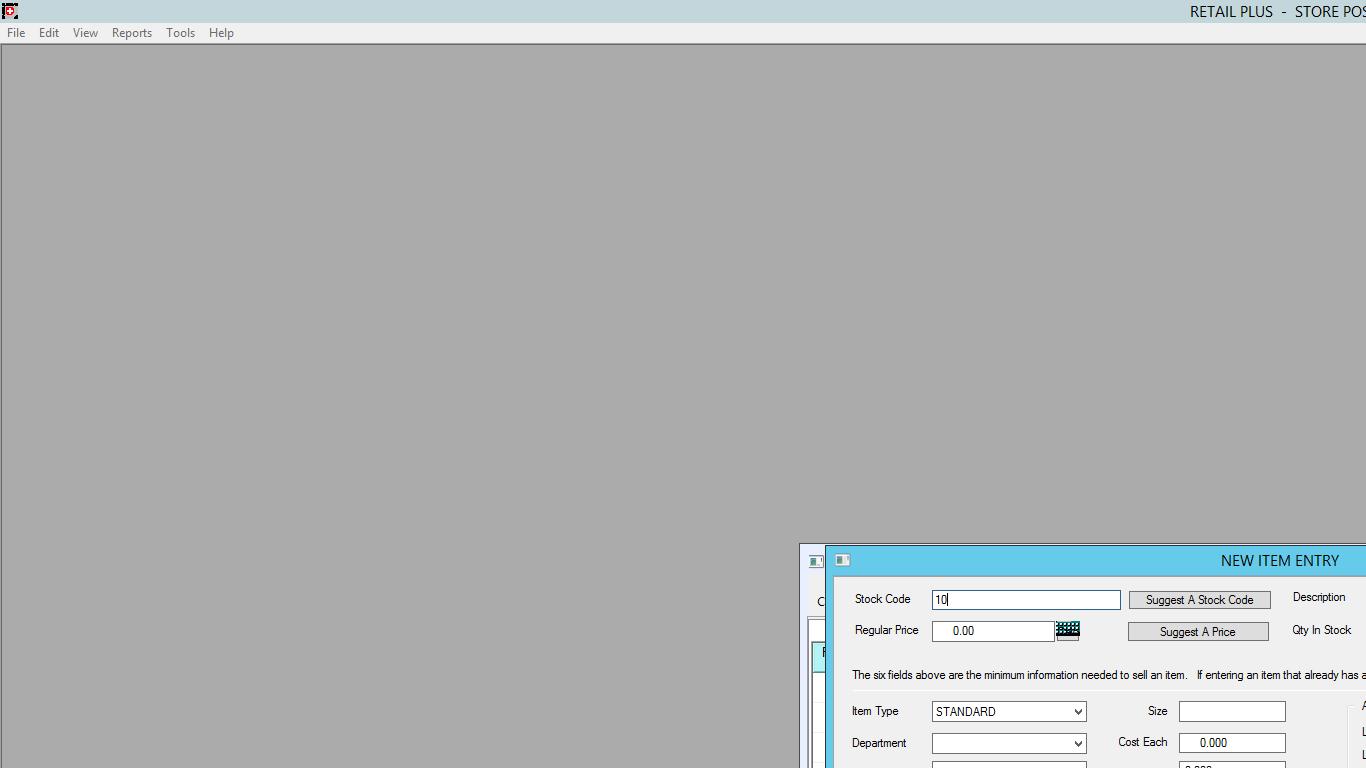 RETAIL PLUS - STORE POS
File Edit View Reports Tools Help
NEW ITEM ENTRY
Stock Code 10 Suggest A Stock Code Description
Regular Price 0.00 Suggest A Price Qty In Stock
The six fields above are the minimum information needed to sell an item. If entering an item that already has a
Item Type STANDARD Size
Department Cost Each 0.000